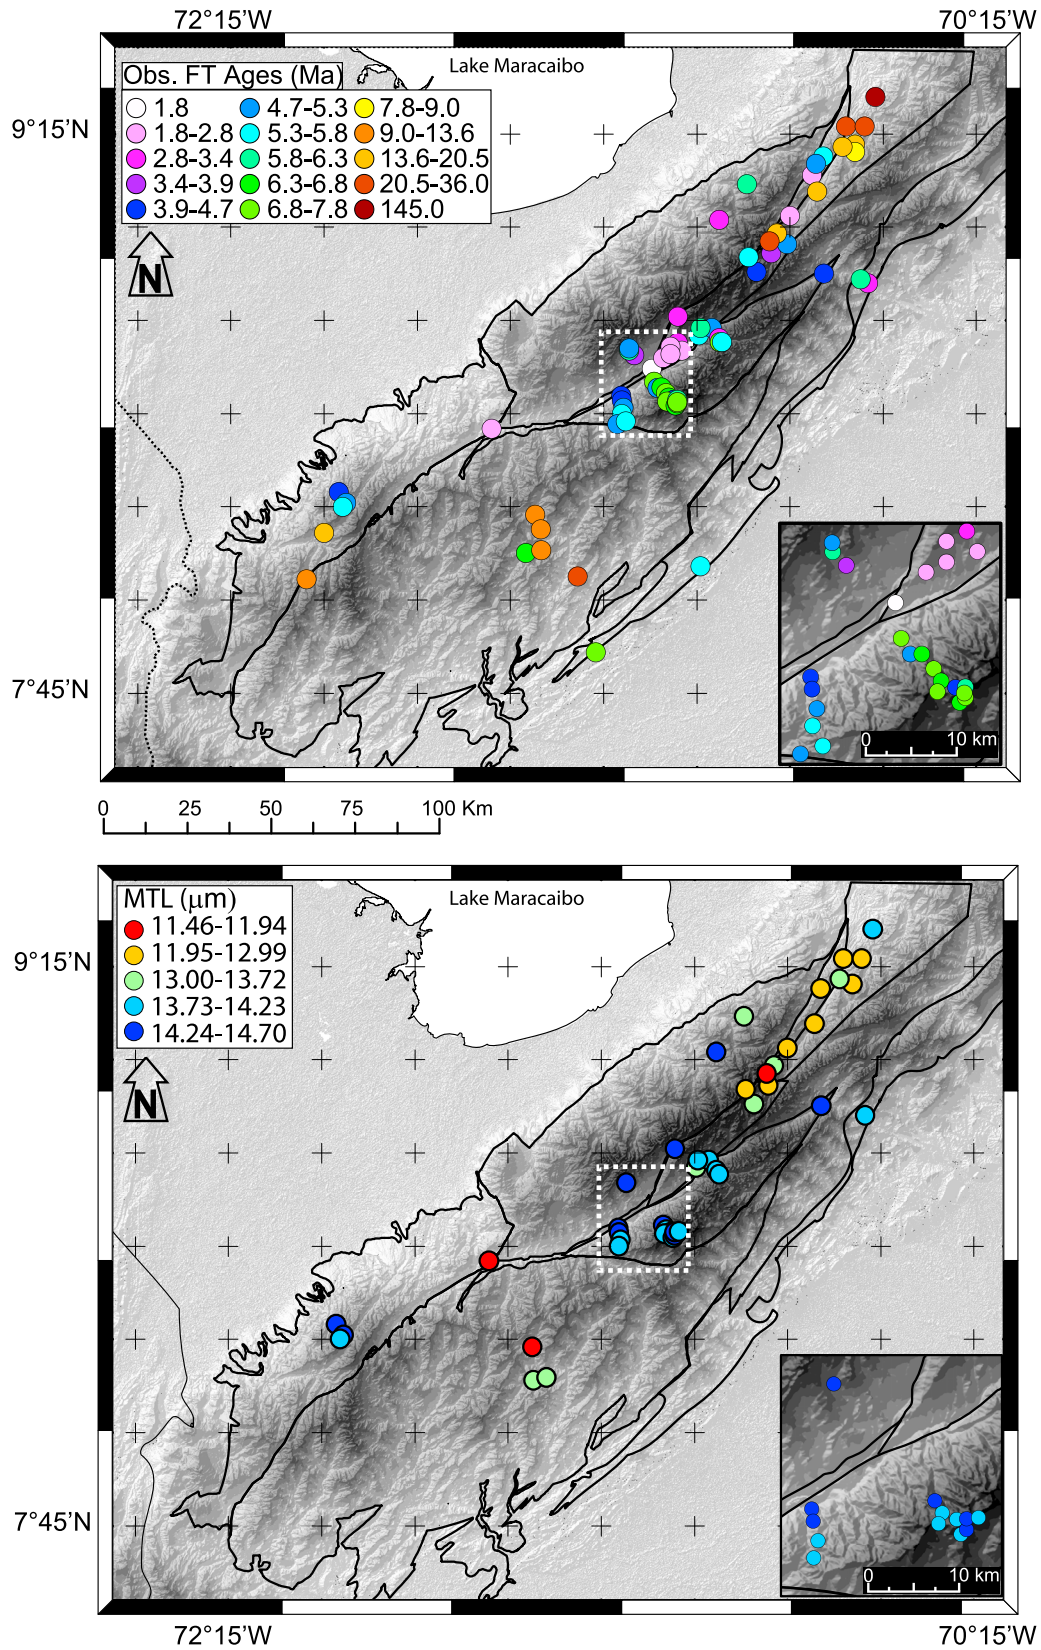 72°15'W 70°15'W
Lake Maracaibo
Obs. FT Ages (Ma)
1.8 4.7-5.3 7.8-9.0
1.8-2.8 5.3-5.8 9.0-13.6
2.8-3.4 5.8-6.3 13.6-20.5
3.4-3.9 6.3-6.8 20.5-36.0
3.9-4.7 6.8-7.8 145.0
9°15'N
N
7°45'N
0 10 km
0 25 50 75 100 Km
Lake Maracaibo
MTL (μm)
11.46-11.94
11.95-12.99
13.00-13.72
13.73-14.23
14.24-14.70
9°15'N
N
7°45'N
0 10 km
72°15'W 70°15'W